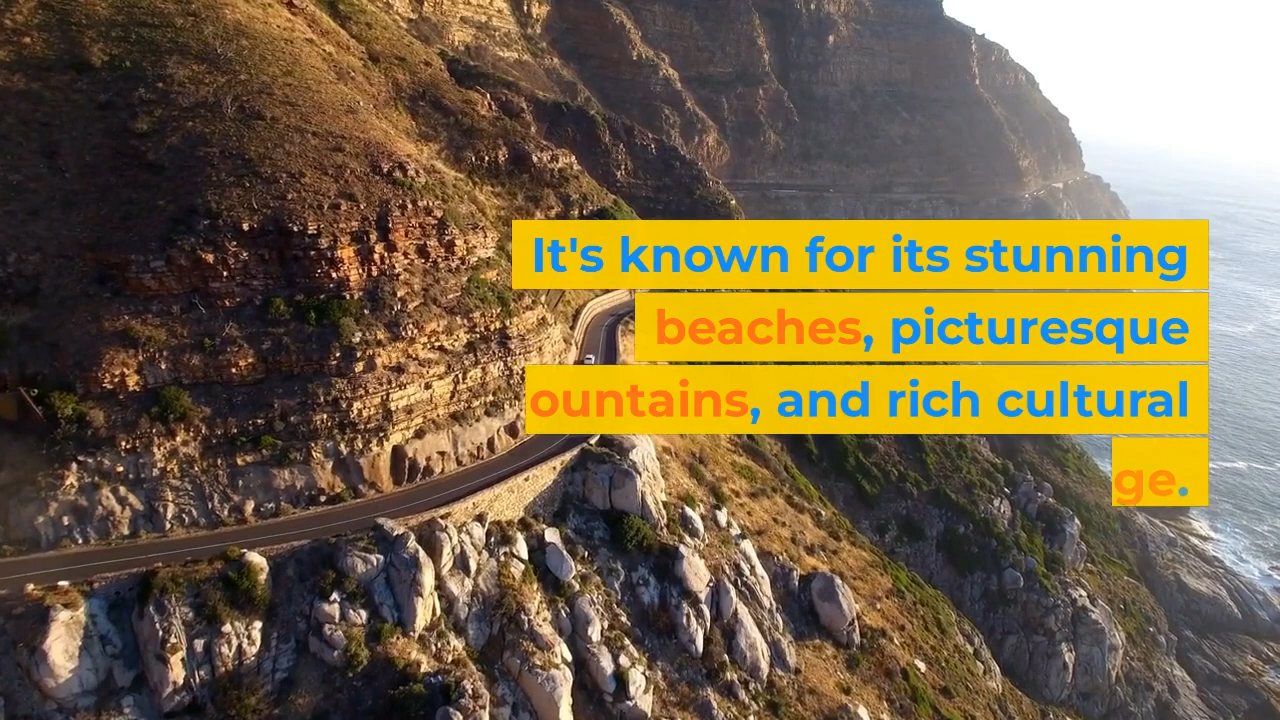 It's known for its stunning
beaches, picturesque
ountains, and rich cultural
ge.